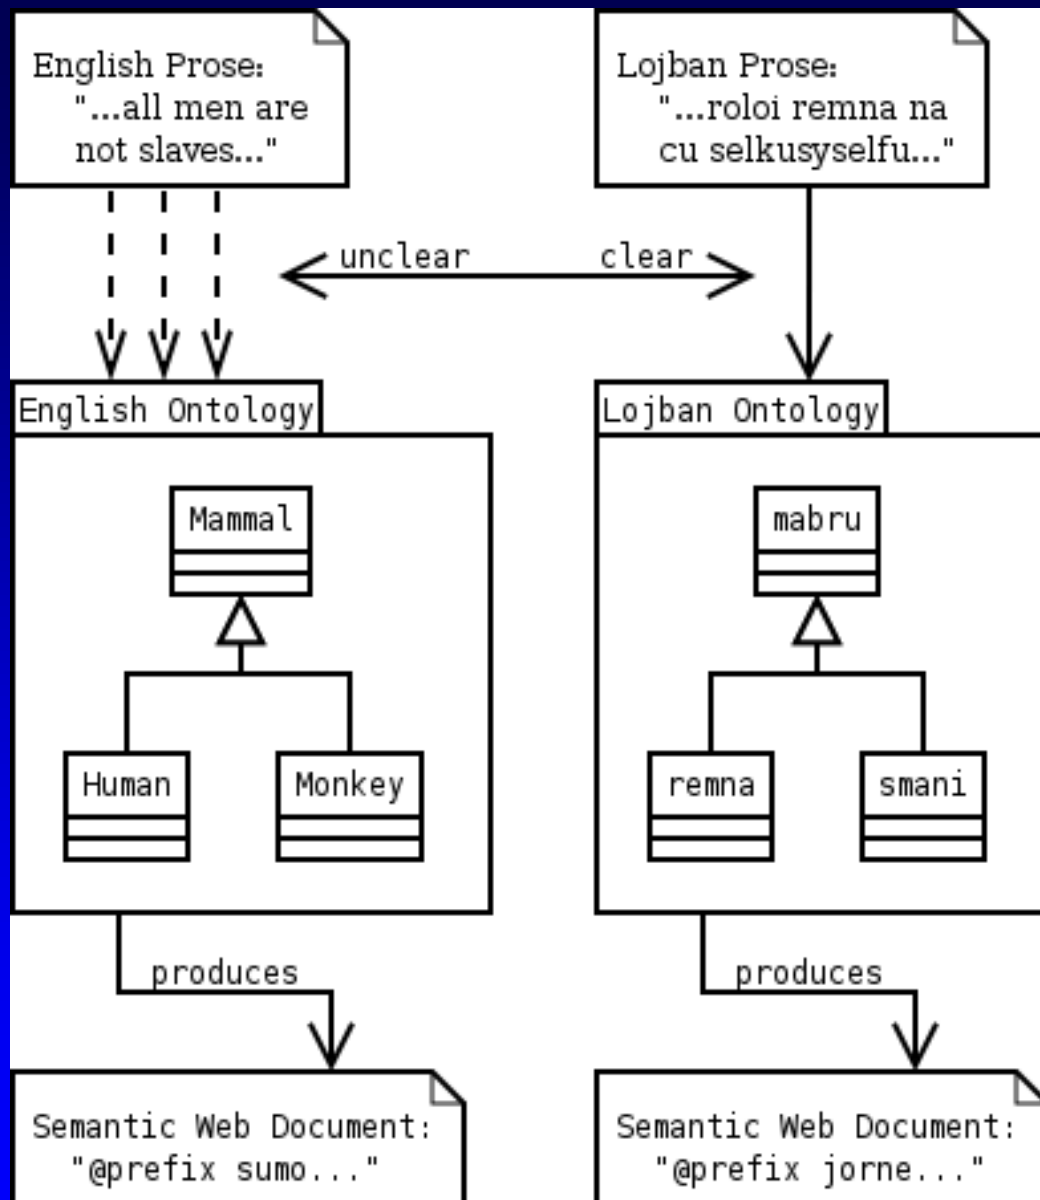 English Prose:
"...all men are
not slaves..."
Lojban Prose:
"...roloi remna na
cu selkusyselfu..."
unclear
clear
English Ontology
Lojban Ontology
Mammal
mabru
Human
Monkey
remna
smani
produces
produces
Semantic Web Document:
"@prefix sumo..."
Semantic Web Document:
"@prefix jorne..."